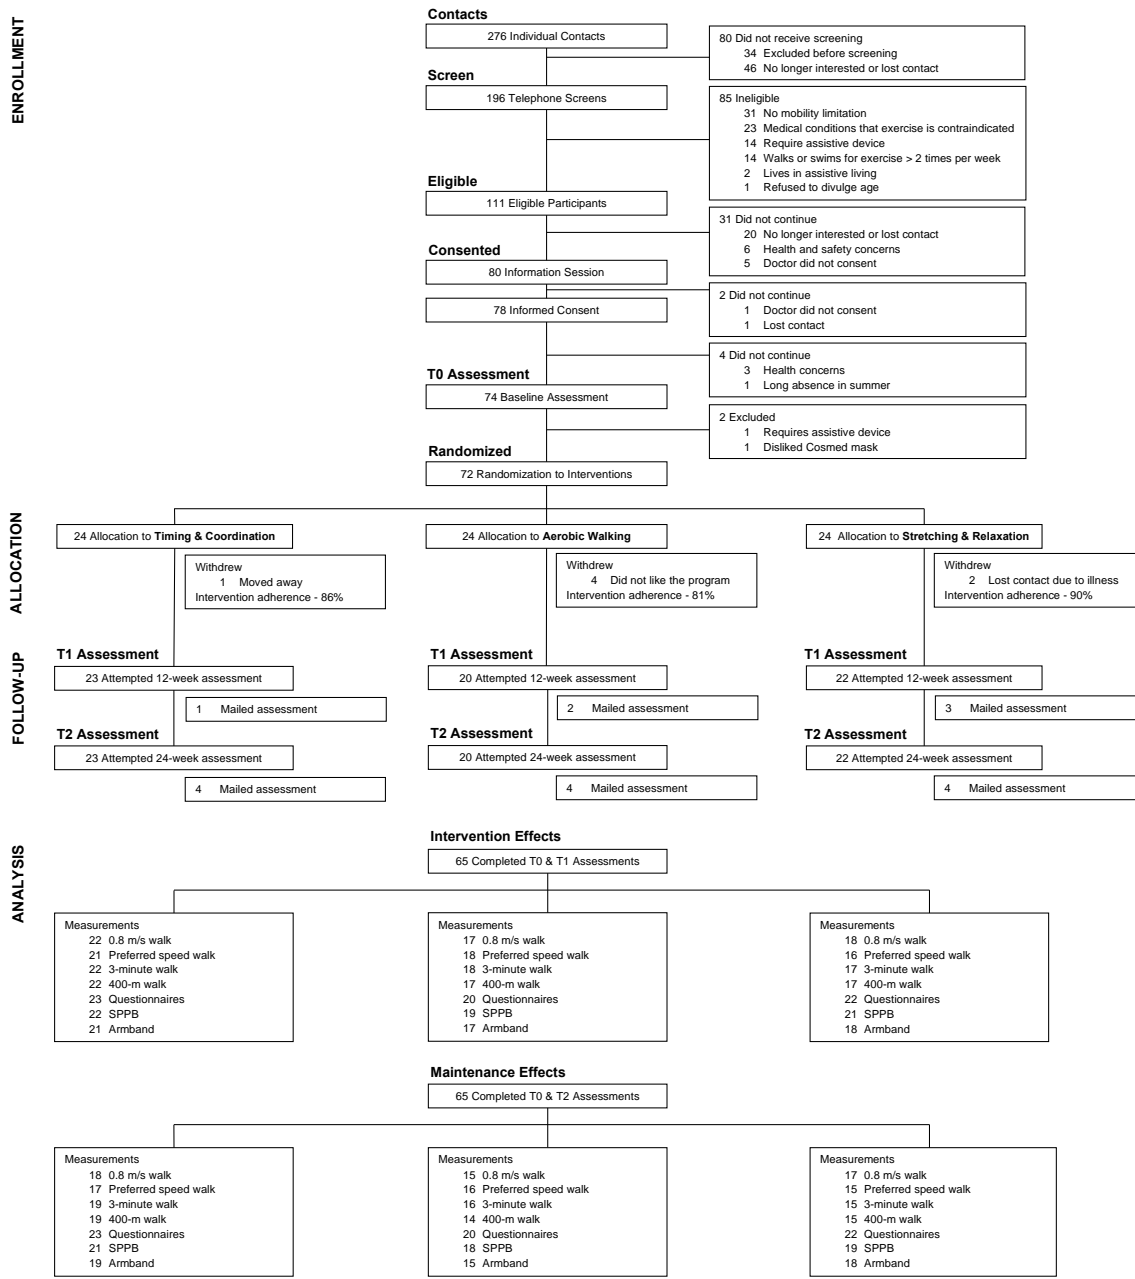 ENROLLMENT
Contacts
276 Individual Contacts
80 Did not receive screening
34 Excluded before screening
46 No longer interested or lost contact
Screen
196 Telephone Screens
85 Ineligible
31 No mobility limitation
23 Medical conditions that exercise is contraindicated
14 Require assistive device
14 Walks or swims for exercise > 2 times per week
2 Lives in assistive living
1 Refused to divulge age
Eligible
111 Eligible Participants
31 Did not continue
20 No longer interested or lost contact
6 Health and safety concerns
5 Doctor did not consent
Consented
80 Information Session
78 Informed Consent
2 Did not continue
1 Doctor did not consent
1 Lost contact
4 Did not continue
3 Health concerns
1 Long absence in summer
T0 Assessment
74 Baseline Assessment
2 Excluded
1 Requires assistive device
1 Disliked Cosmed mask
Randomized
72 Randomization to Interventions
ALLOCATION
24 Allocation to Timing & Coordination
Withdrew
1 Moved away
Intervention adherence - 86%
24 Allocation to Aerobic Walking
Withdrew
4 Did not like the program
Intervention adherence - 81%
24 Allocation to Stretching & Relaxation
Withdrew
2 Lost contact due to illness
Intervention adherence - 90%
FOLLOW-UP
T1 Assessment
23 Attempted 12-week assessment
1 Mailed assessment
T2 Assessment
23 Attempted 24-week assessment
4 Mailed assessment
T1 Assessment
20 Attempted 12-week assessment
2 Mailed assessment
T2 Assessment
20 Attempted 24-week assessment
4 Mailed assessment
T1 Assessment
22 Attempted 12-week assessment
3 Mailed assessment
T2 Assessment
22 Attempted 24-week assessment
4 Mailed assessment
ANALYSIS
Intervention Effects
65 Completed T0 & T1 Assessments
Measurements
22 0.8 m/s walk
21 Preferred speed walk
22 3-minute walk
22 400-m walk
23 Questionnaires
22 SPPB
21 Armband
Measurements
17 0.8 m/s walk
18 Preferred speed walk
18 3-minute walk
17 400-m walk
20 Questionnaires
19 SPPB
17 Armband
Measurements
18 0.8 m/s walk
16 Preferred speed walk
17 3-minute walk
17 400-m walk
22 Questionnaires
21 SPPB
18 Armband
Maintenance Effects
65 Completed T0 & T2 Assessments
Measurements
18 0.8 m/s walk
17 Preferred speed walk
19 3-minute walk
19 400-m walk
23 Questionnaires
21 SPPB
19 Armband
Measurements
15 0.8 m/s walk
16 Preferred speed walk
16 3-minute walk
14 400-m walk
20 Questionnaires
18 SPPB
15 Armband
Measurements
17 0.8 m/s walk
15 Preferred speed walk
15 3-minute walk
15 400-m walk
22 Questionnaires
19 SPPB
18 Armband